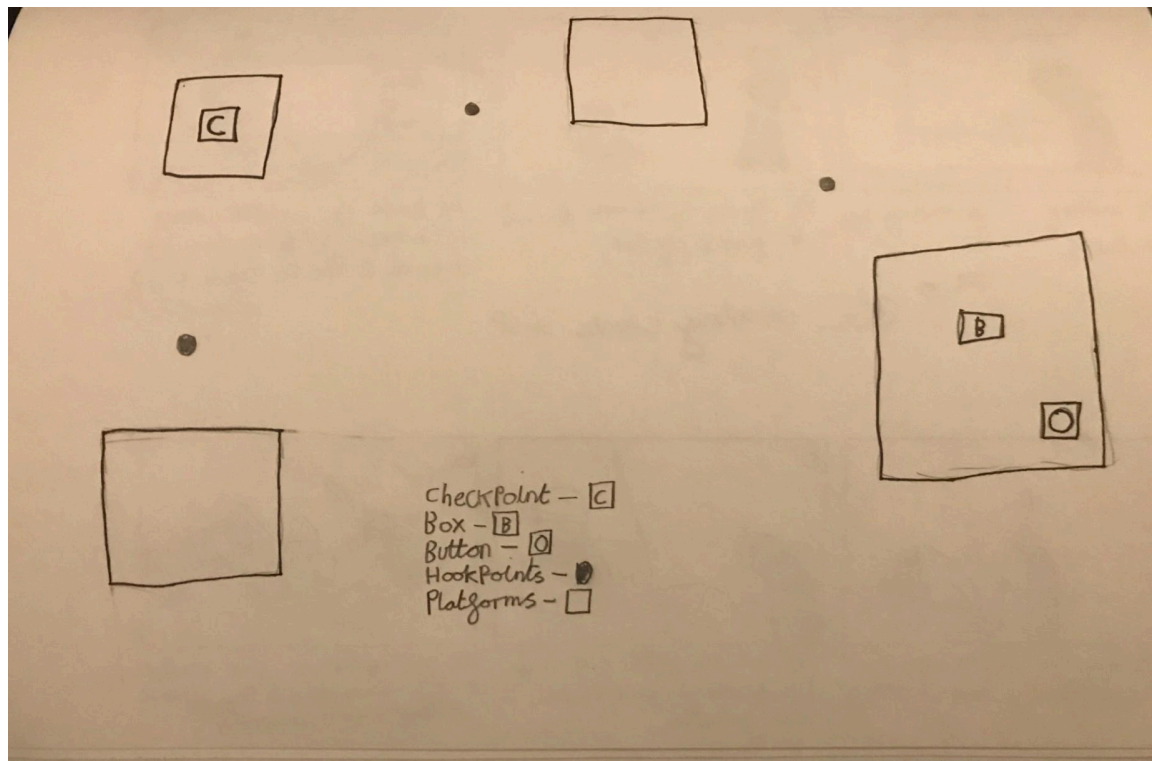 C
B
O
CheckPoint – C
Box – B
Button – O
HookPoints –
Platforms –